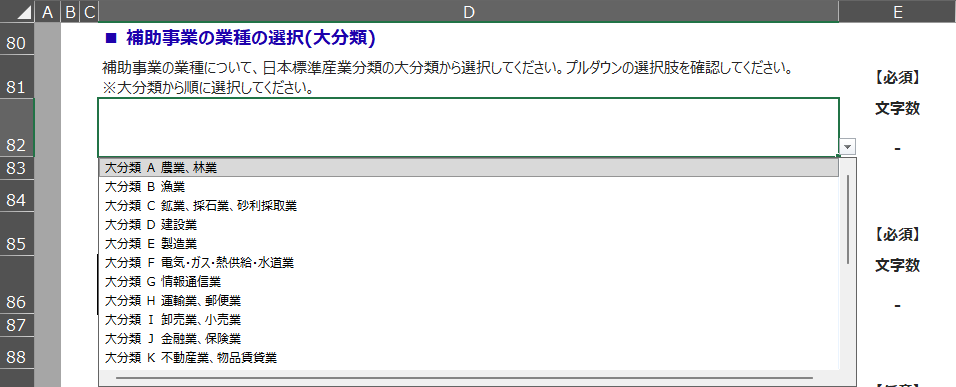 A B C D E
80 ■ 補助事業の業種の選択(大分類)
81 補助事業の業種について、日本標準産業分類の大分類から選択してください。プルダウンの選択肢を確認してください。
※大分類から順に選択してください。
【必須】
文字数
82 -
83 大分類 A 農業、林業
大分類 B 漁業
84 大分類 C 鉱業、採石業、砂利採取業
大分類 D 建設業
85 大分類 E 製造業 【必須】
大分類 F 電気・ガス・熱供給・水道業 文字数
大分類 G 情報通信業
86 大分類 H 運輸業、郵便業 -
87 大分類 I 卸売業、小売業
大分類 J 金融業、保険業
88 大分類 K 不動産業、物品賃貸業